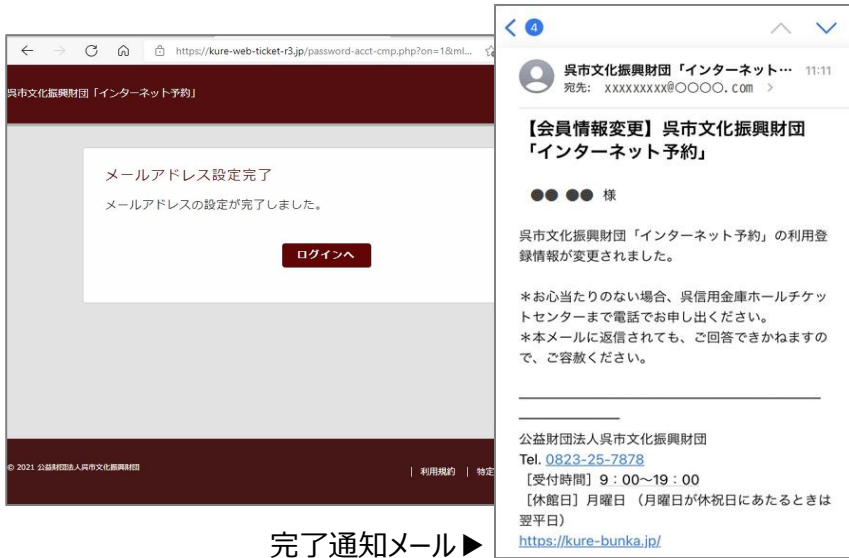 https://kure-web-ticket-r3.jp/password-acct-cmp.php?on=1&ml...
呉市文化振興財団「インターネット予約」
メールアドレス設定完了
メールアドレスの設定が完了しました。
ログインへ
© 2021 公益財団法人呉市文化振興財団
| 利用規約 | 特定
完了通知メール▶
4
呉市文化振興財団「インターネット… 11:11
宛先: xxxxxxxxx@○○○○.com >
【会員情報変更】呉市文化振興財団
「インターネット予約」
●● ●● 様
呉市文化振興財団「インターネット予約」の利用登
録情報が変更されました。
＊お心当たりのない場合、呉信用金庫ホールチケッ
トセンターまで電話でお申し出ください。
＊本メールに返信されても、ご回答できかねますの
で、ご容赦ください。
公益財団法人呉市文化振興財団
Tel. 0823-25-7878
［受付時間］9：00〜19：00
［休館日］月曜日 （月曜日が休祝日にあたるときは
翌平日）
https://kure-bunka.jp/